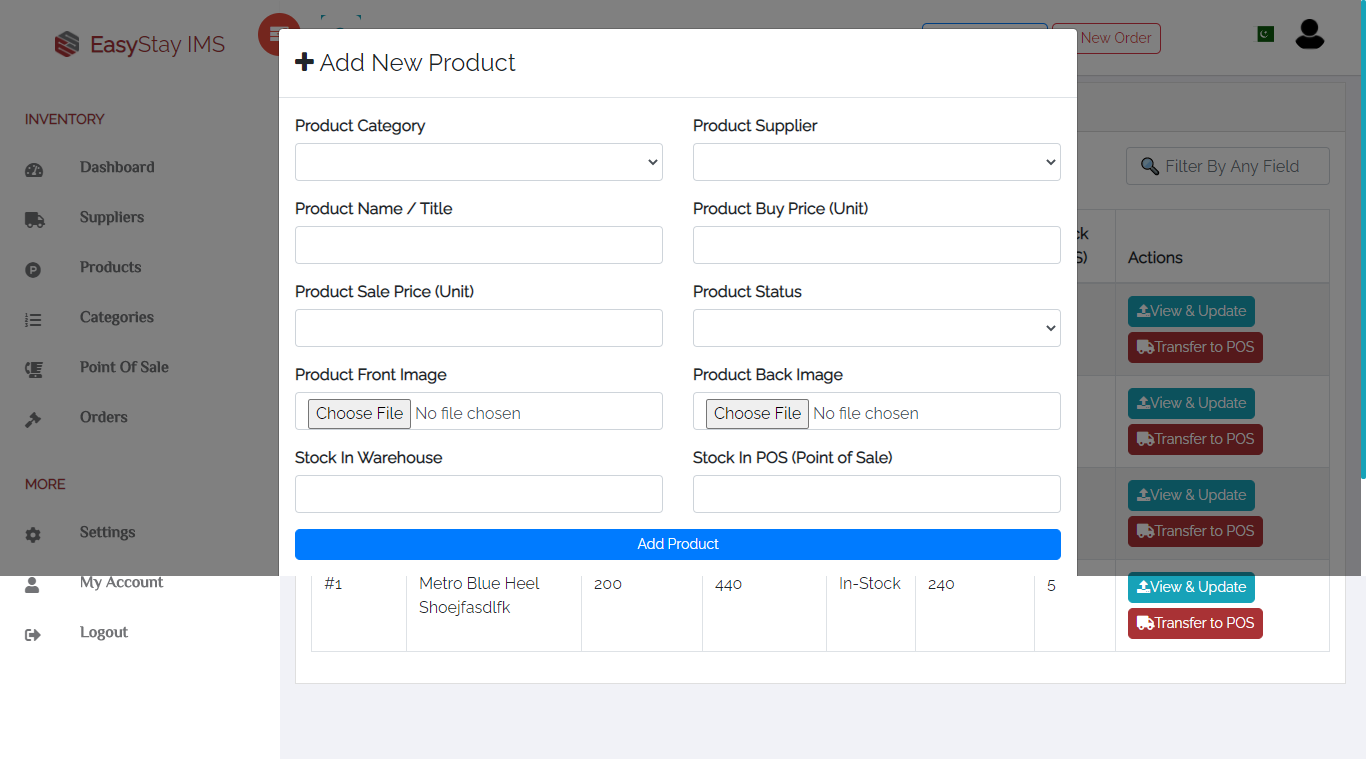 EasyStay IMS
New Order
INVENTORY
Dashboard
Suppliers
Products
Categories
Point Of Sale
Orders
MORE
Settings
My Account
Logout
Add New Product
Product Category
Product Supplier
Product Name / Title
Product Buy Price (Unit)
Product Sale Price (Unit)
Product Status
Product Front Image
Product Back Image
Choose File No file chosen
Choose File No file chosen
Stock In Warehouse
Stock In POS (Point of Sale)
Add Product
Filter By Any Field
Actions
View & Update
Transfer to POS
View & Update
Transfer to POS
View & Update
Transfer to POS
#1
Metro Blue Heel
Shoejfasdlfk
200
440
In-Stock
240
5
View & Update
Transfer to POS